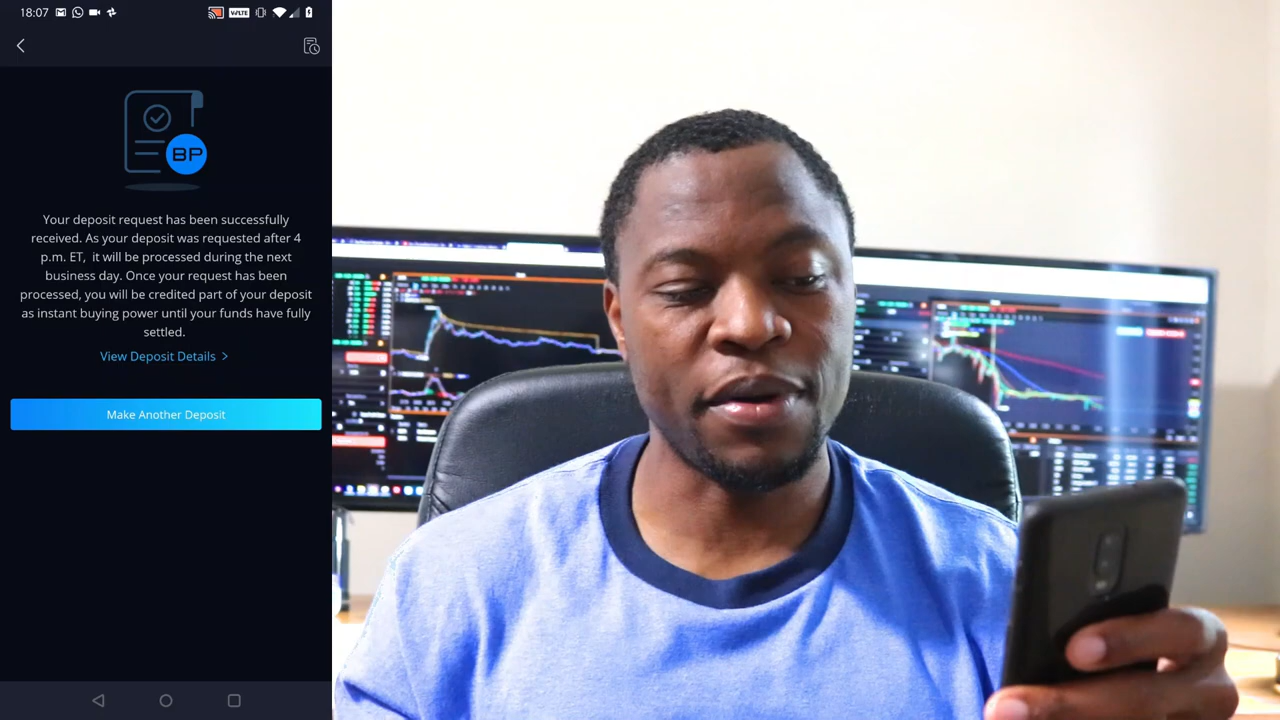 18:07
VoLTE
BP
Your deposit request has been successfully
received. As your deposit was requested after 4
p.m. ET,  it will be processed during the next
business day. Once your request has been
processed, you will be credited part of your deposit
as instant buying power until your funds have fully
settled.
View Deposit Details >
Make Another Deposit